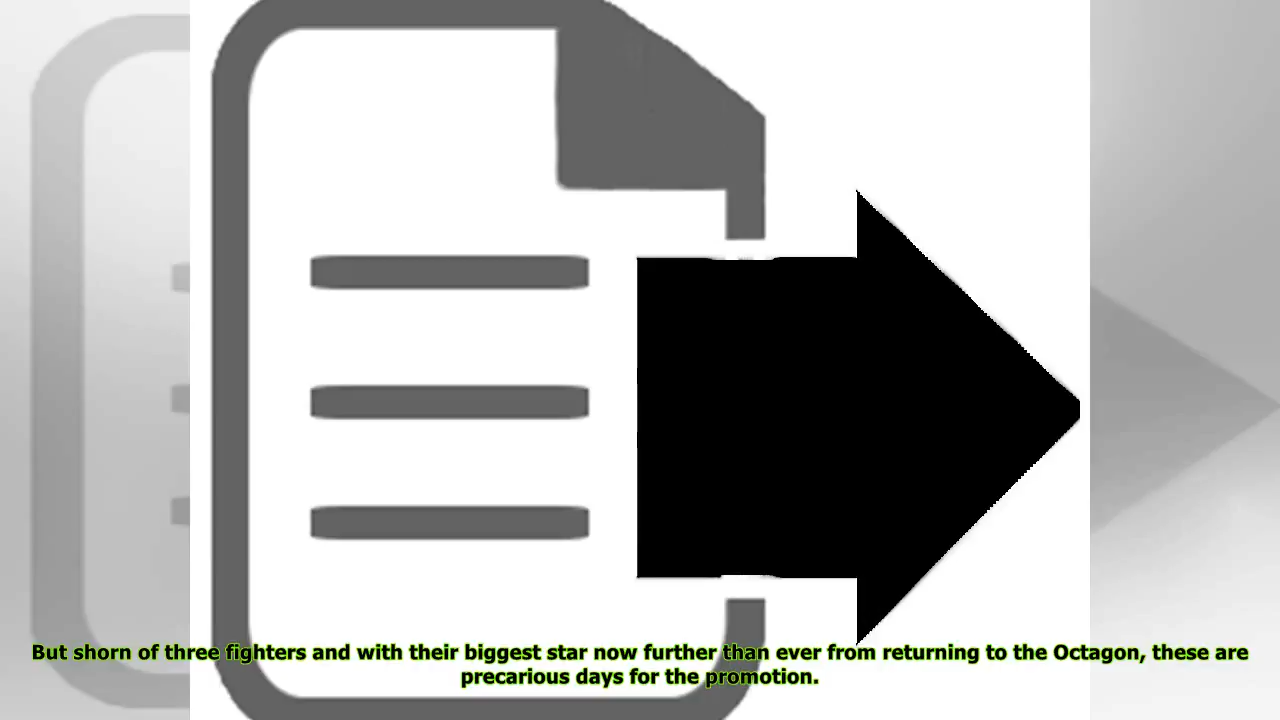 But shorn of three fighters and with their biggest star now further than ever from returning to the Octagon, these are
precarious days for the promotion.